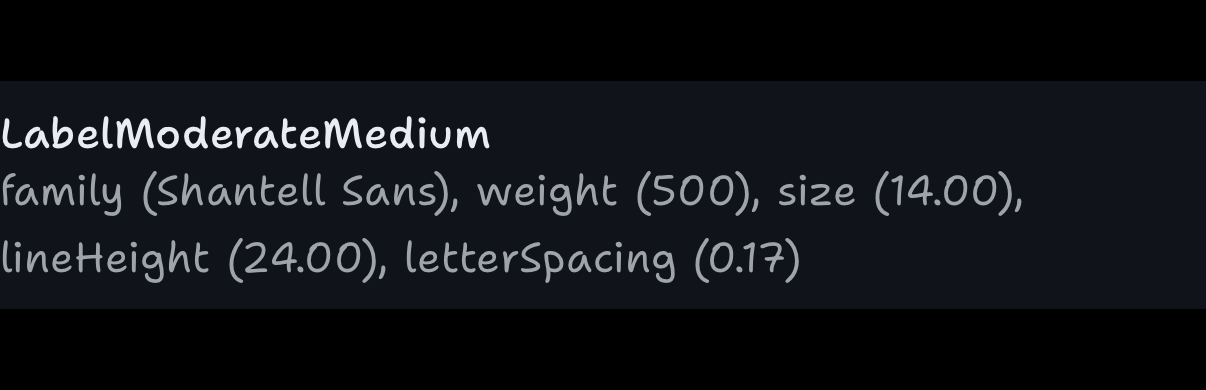 LabelModerateMedium
family (Shantell Sans), weight (500), size (14.00),
lineHeight (24.00), letterSpacing (0.17)